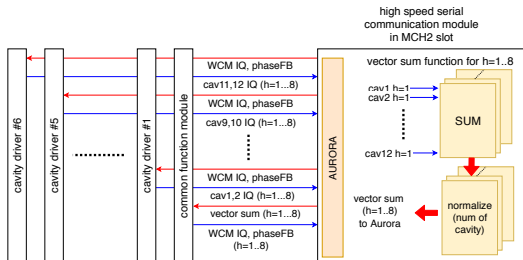 high speed serial
communication module
in MCH2 slot
cavity driver #6
cavity driver #5
cavity driver #1
common function module
WCM IQ, phaseFB
cav11,12 IQ (h=1...8)
WCM IQ, phaseFB
cav9,10 IQ (h=1...8)
WCM IQ, phaseFB
cav1,2 IQ (h=1...8)
vector sum (h=1...8)
WCM IQ, phaseFB
(h=1...8)
AURORA
vector sum function for h=1..8
cav1 h=1
cav2 h=1
cav12 h=1
SUM
normalize
(num of
cavity)
vector sum
(h=1..8)
to Aurora